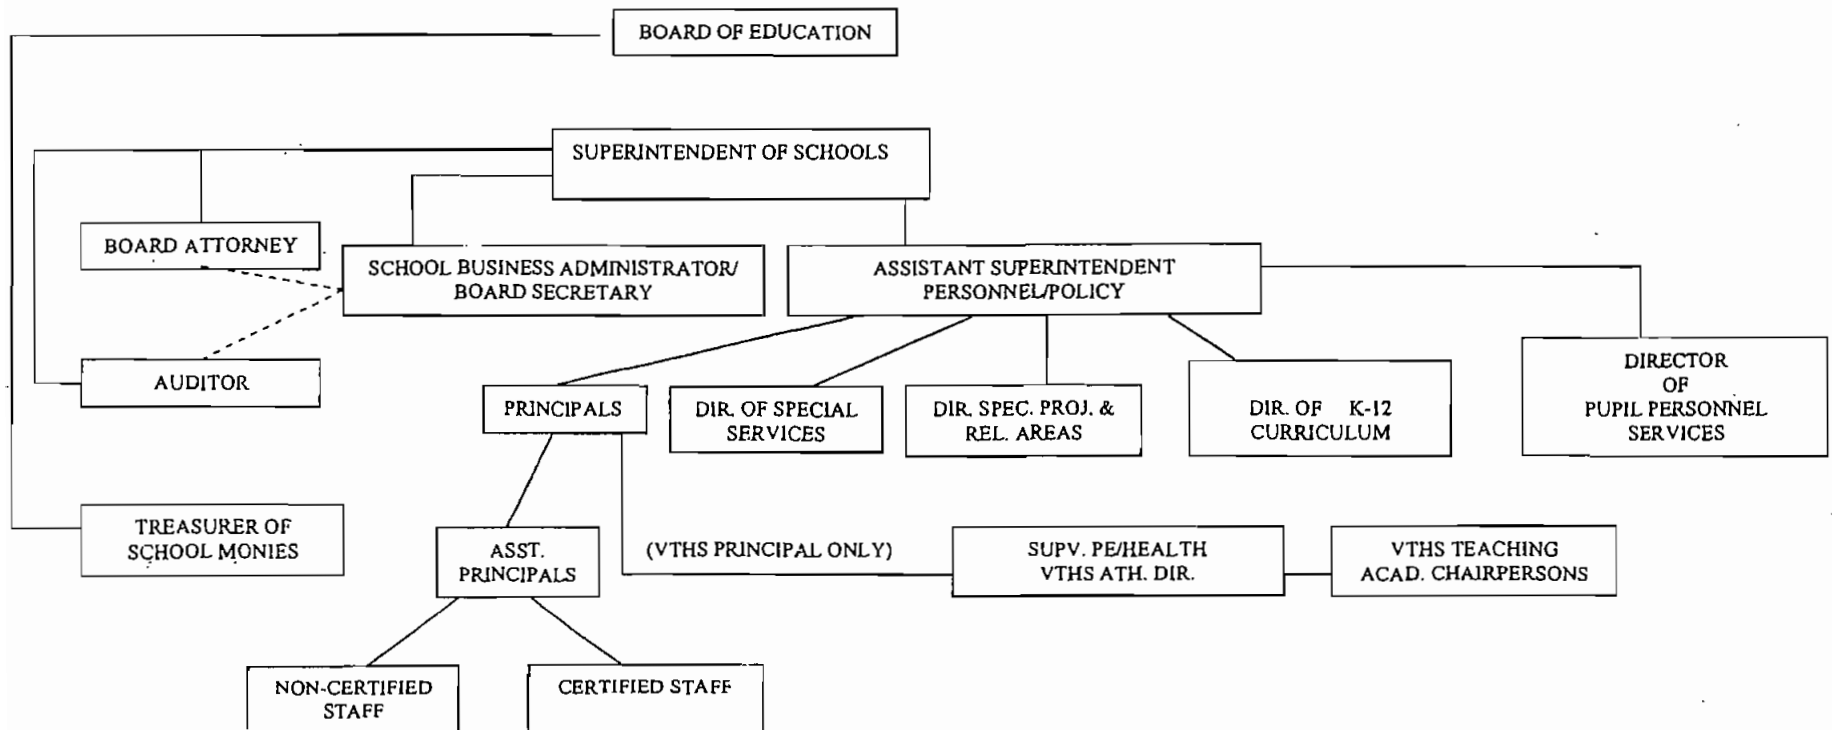 BOARD OF EDUCATION
SUPERINTENDENT OF SCHOOLS
BOARD ATTORNEY
SCHOOL BUSINESS ADMINISTRATOR/
BOARD SECRETARY
ASSISTANT SUPERINTENDENT
PERSONNEL/POLICY
AUDITOR
PRINCIPALS
DIR. OF SPECIAL
SERVICES
DIR. SPEC. PROJ. &
REL. AREAS
DIR. OF K-12
CURRICULUM
DIRECTOR
OF
PUPIL PERSONNEL
SERVICES
TREASURER OF
SCHOOL MONIES
ASST.
PRINCIPALS
(VTHS PRINCIPAL ONLY)
SUPV. PE/HEALTH
VTHS ATH. DIR.
VTHS TEACHING
ACAD. CHAIRPERSONS
NON-CERTIFIED
STAFF
CERTIFIED STAFF